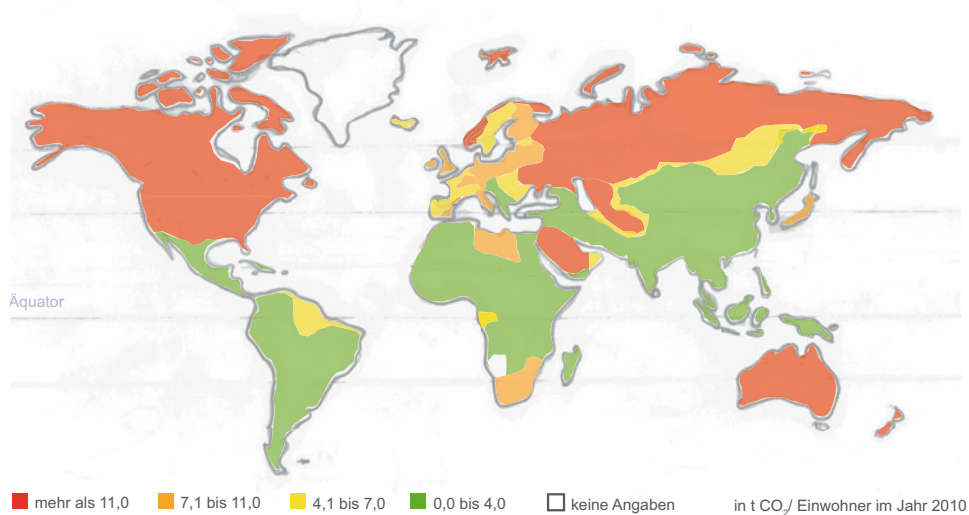 Äquator
mehr als 11,0
7,1 bis 11,0
4,1 bis 7,0
0,0 bis 4,0
keine Angaben
in t CO₂/ Einwohner im Jahr 2010